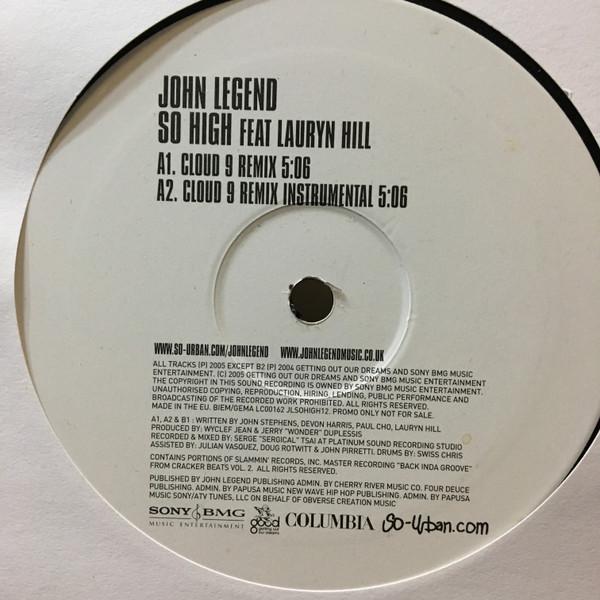 JOHN LEGEND
SO HIGH FEAT LAURYN HILL
A1. CLOUD 9 REMIX 5:06
A2. CLOUD 9 REMIX INSTRUMENTAL 5:06
WWW.SO-URBAN.COM/JOHNLEGEND WWW.JOHNLEGENDMUSIC.CO.UK
ALL TRACKS (P) 2005 EXCEPT B2 (P) 2004 GETTING OUT OUR DREAMS AND SONY BMG MUSIC
ENTERTAINMENT. (C) 2005 GETTING OUT OUR DREAMS AND SONY BMG MUSIC ENTERTAINMENT
THE COPYRIGHT IN THIS SOUND RECORDING IS OWNED BY SONY BMG MUSIC ENTERTAINMENT.
UNAUTHORISED COPYING, REPRODUCTION, HIRING, LENDING, PUBLIC PERFORMANCE AND
BROADCASTING OF THE RECORDED WORK PROHIBITED. ALL RIGHTS RESERVED.
MADE IN THE EU. BIEM/GEMA LC00162 JLSOHIGH12. PROMO ONLY NOT FOR SALE.
A1, A2 & B1 : WRITTEN BY JOHN STEPHENS, DEVON HARRIS, PAUL CHO, LAURYN HILL
PRODUCED BY: WYCLEF JEAN & JERRY "WONDER" DUPLESSIS
RECORDED & MIXED BY: SERGE "SERGICAL" TSAI AT PLATINUM SOUND RECORDING STUDIO
ASSISTED BY: JULIAN VASQUEZ, DOUG ROTWITT & JOHN PIRRETTI. DRUMS BY: SWISS CHRIS
CONTAINS PORTIONS OF SLAMMIN' RECORDS, INC. MASTER RECORDING "BACK INDA GROOVE"
FROM CRACKER BEATS VOL. 2. ALL RIGHTS RESERVED.
PUBLISHED BY JOHN LEGEND PUBLISHING ADMIN. BY CHERRY RIVER MUSIC CO. FOUR DEUCE
PUBLISHING. ADMIN. BY PAPUSA MUSIC NEW WAVE HIP HOP PUBLISHING. ADMIN. BY PAPUSA
MUSIC SONY/ATV TUNES, LLC ON BEHALF OF OBVERSE CREATION MUSIC
SONY BMG good COLUMBIA So-Urban.com
MUSIC ENTERTAINMENT getting out our dreams